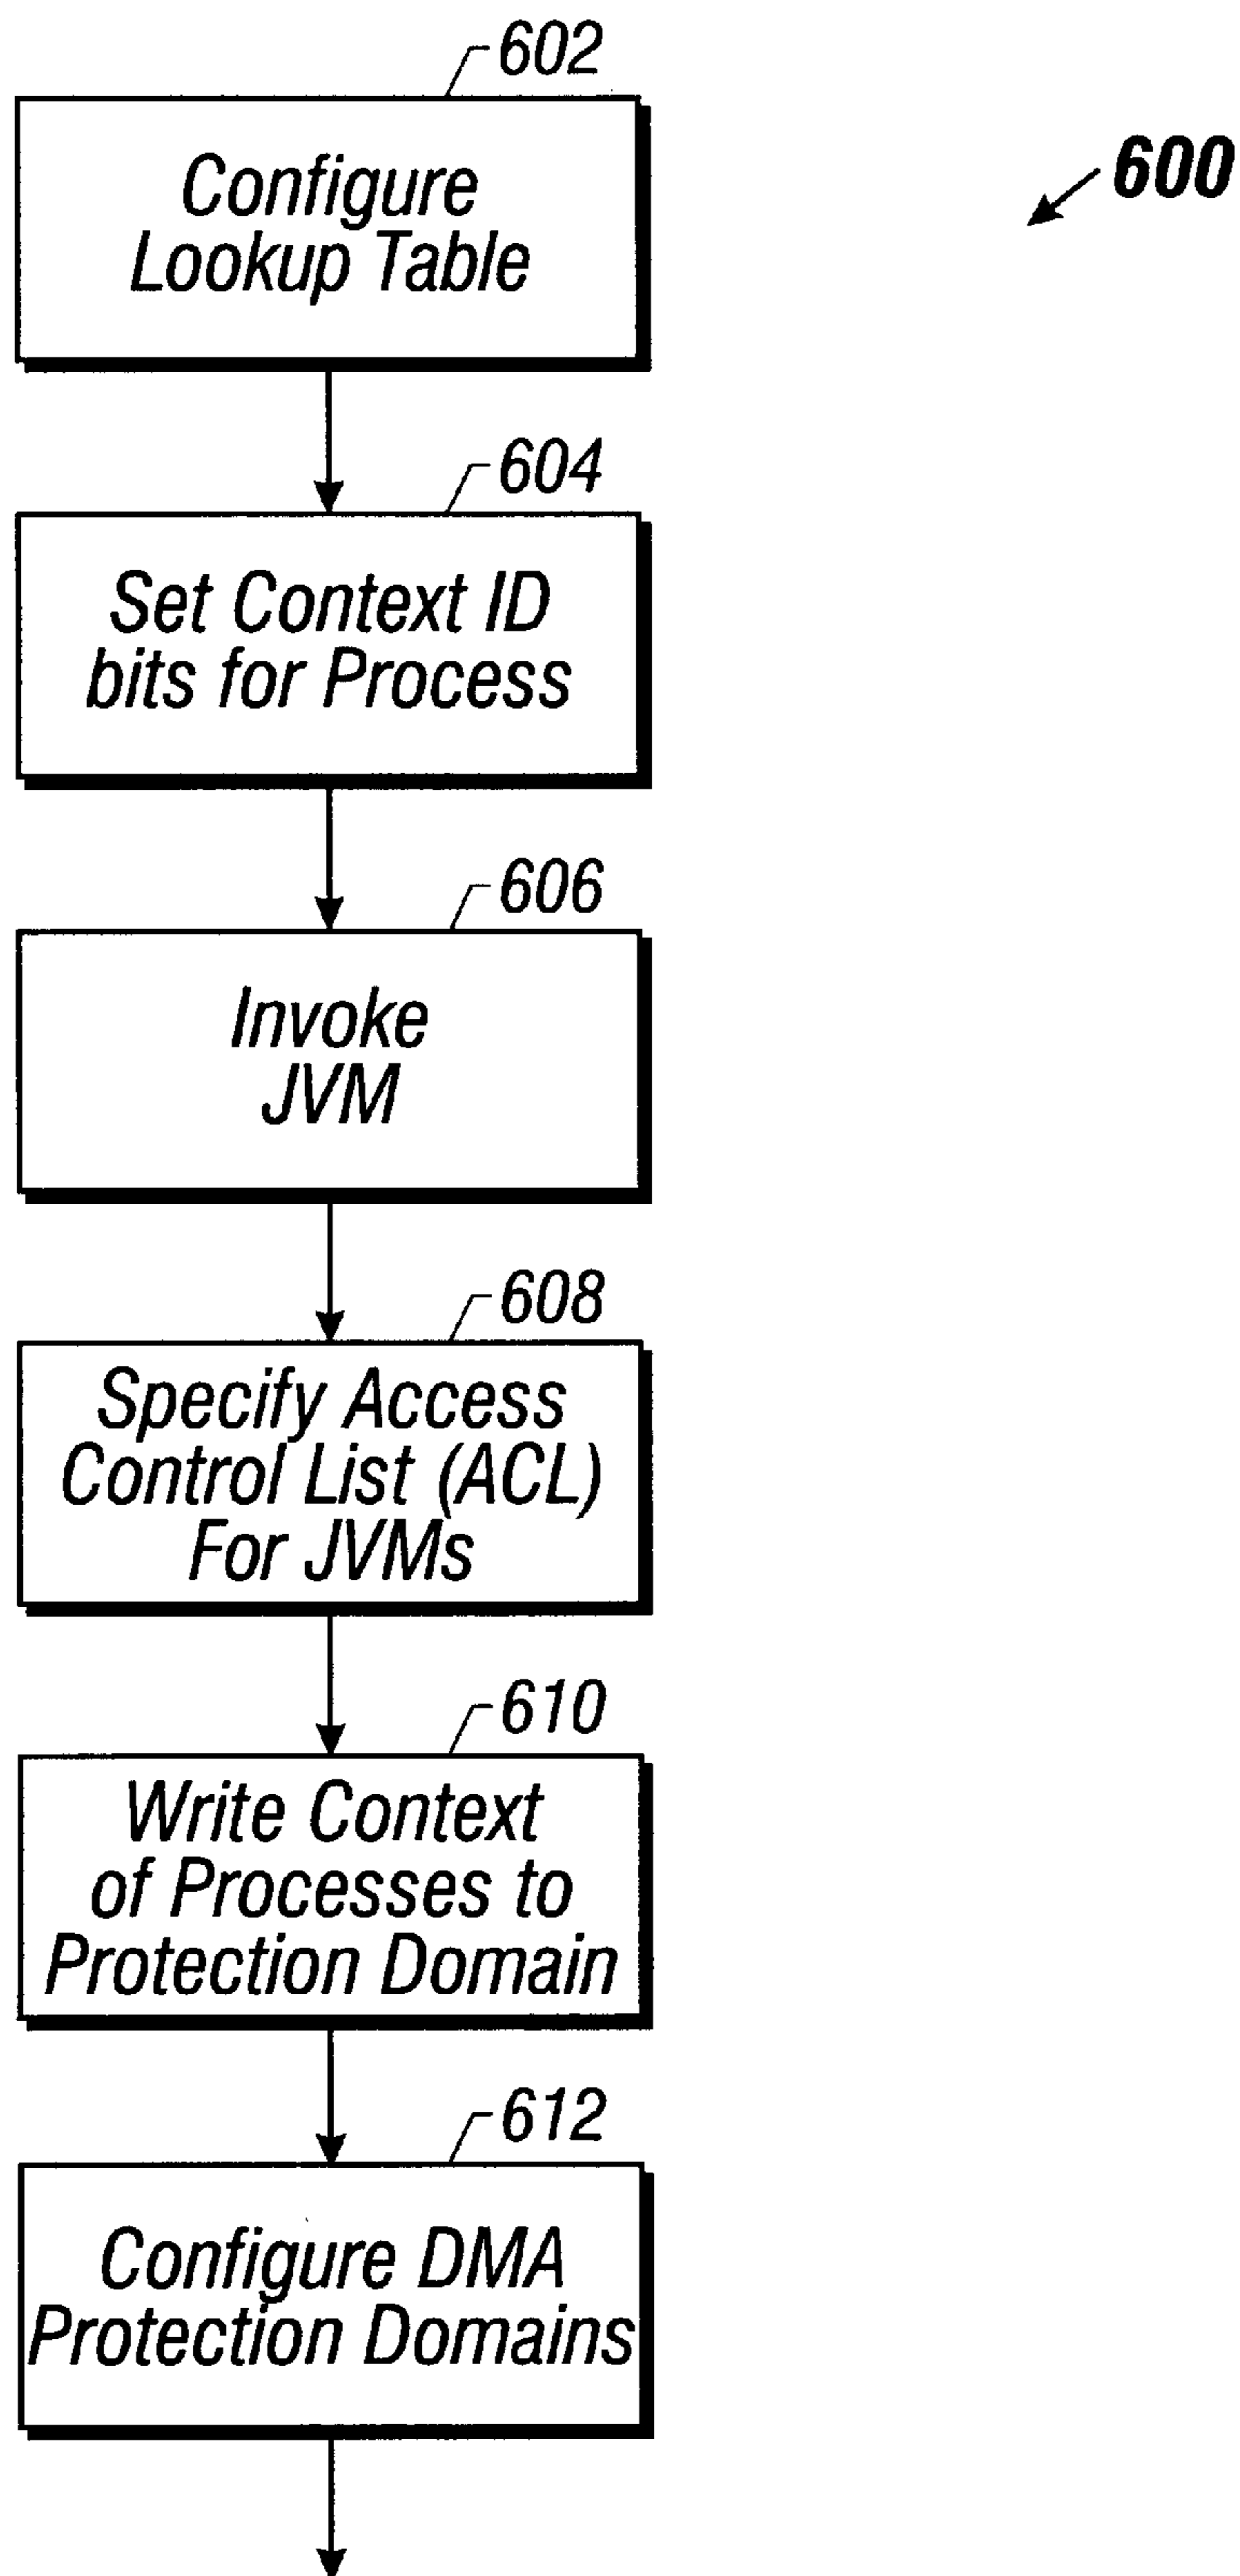 602
600
Configure
Lookup Table
604
Set Context ID
bits for Process
606
Invoke
JVM
608
Specify Access
Control List (ACL)
For JVMs
610
Write Context
of Processes to
Protection Domain
612
Configure DMA
Protection Domains